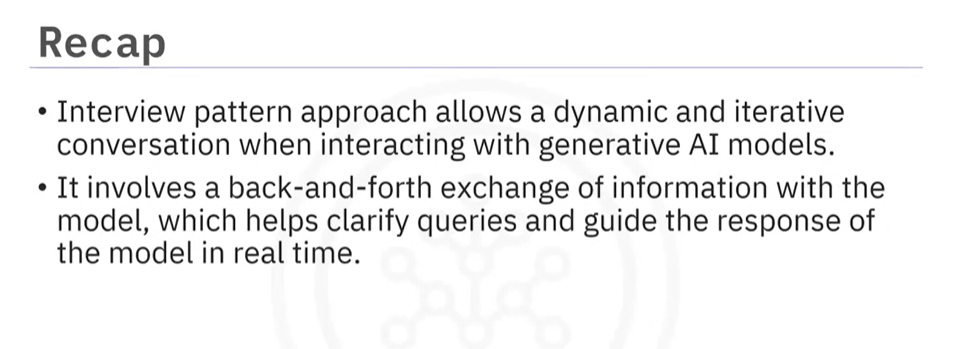 Recap
• Interview pattern approach allows a dynamic and iterative
conversation when interacting with generative AI models.
• It involves a back-and-forth exchange of information with the
model, which helps clarify queries and guide the response of
the model in real time.